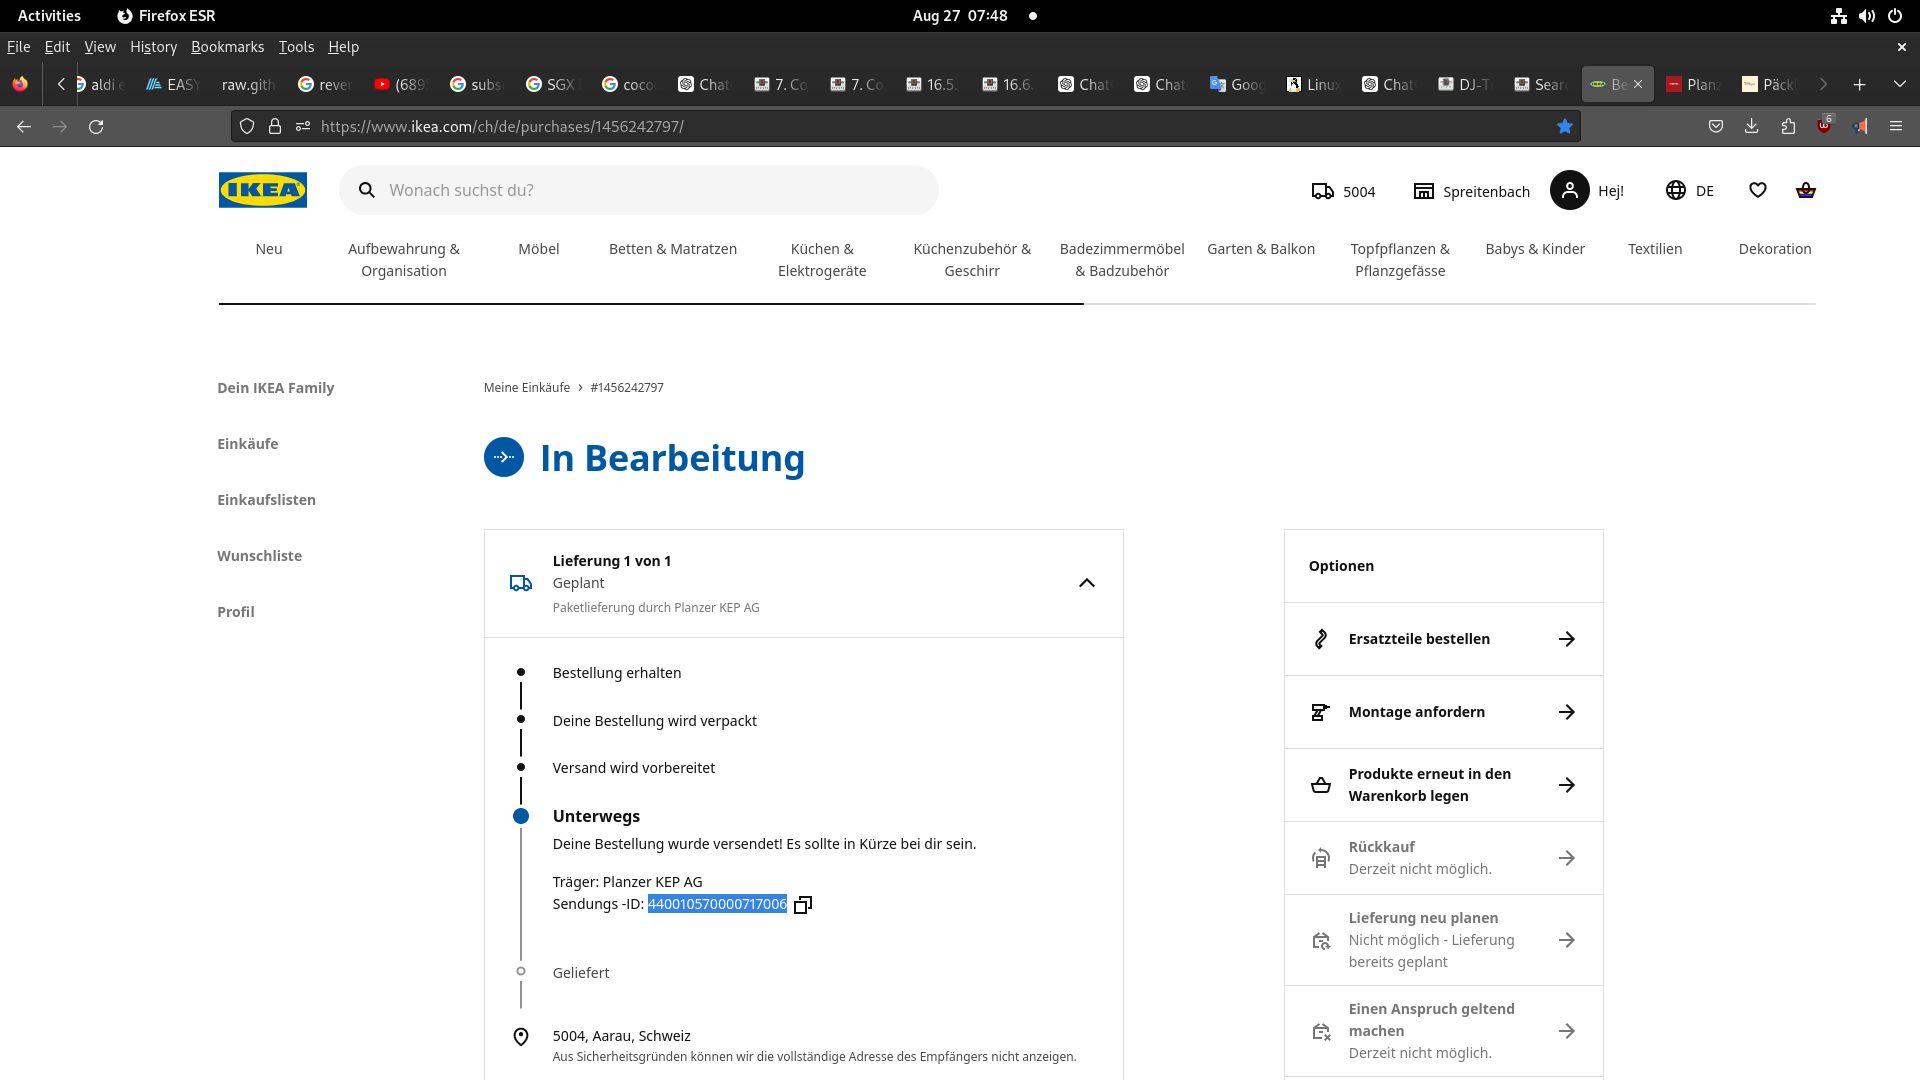 Activities
Firefox ESR
Aug 27 07:48
File Edit View History Bookmarks Tools Help
aldi e
EASY
raw.gith
rever
(689
subs
SGX
coco
Chat
7. Co
7. Co
16.5.
16.6.
Chat
Chat
Goog
Linux
Chat
DJ-T
Sear
Be
Planz
Päckl
https://www.ikea.com/ch/de/purchases/1456242797/
6
IKEA
Wonach suchst du?
5004
Spreitenbach
Hej!
DE
Neu
Aufbewahrung &
Organisation
Möbel
Betten & Matratzen
Küchen &
Elektrogeräte
Küchenzubehör &
Geschirr
Badezimmermöbel
& Badzubehör
Garten & Balkon
Topfpflanzen &
Pflanzgefässe
Babys & Kinder
Textilien
Dekoration
Dein IKEA Family
Einkäufe
Einkaufslisten
Wunschliste
Profil
Meine Einkäufe › #1456242797
In Bearbeitung
Lieferung 1 von 1
Geplant
Paketlieferung durch Planzer KEP AG
Bestellung erhalten
Deine Bestellung wird verpackt
Versand wird vorbereitet
Unterwegs
Deine Bestellung wurde versendet! Es sollte in Kürze bei dir sein.
Träger: Planzer KEP AG
Sendungs -ID: 440010570000717006
Geliefert
5004, Aarau, Schweiz
Aus Sicherheitsgründen können wir die vollständige Adresse des Empfängers nicht anzeigen.
Optionen
Ersatzteile bestellen
Montage anfordern
Produkte erneut in den
Warenkorb legen
Rückkauf
Derzeit nicht möglich.
Lieferung neu planen
Nicht möglich - Lieferung
bereits geplant
Einen Anspruch geltend
machen
Derzeit nicht möglich.